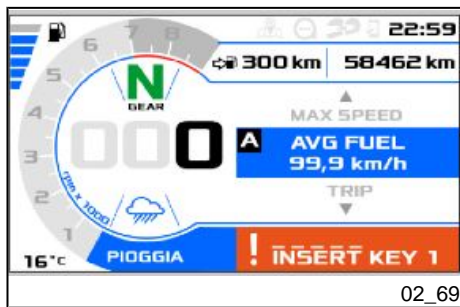 22:59
300 km 58462 km
8
7
6
5
4
3
2
1
rpm x 1000
N
GEAR
0
MAX SPEED
A AVG FUEL
99,9 km/h
TRIP
16°c
PIOGGIA
! INSERT KEY 1
02_69